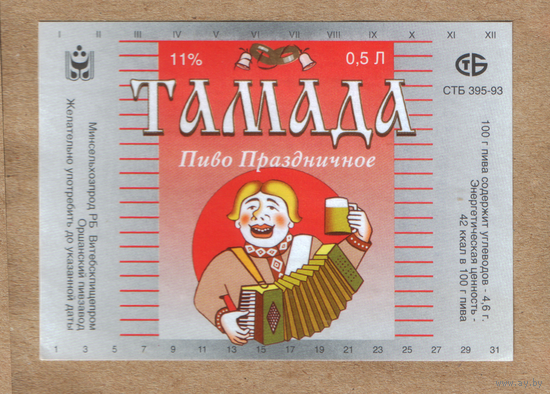 I II III IV V VI VII VIII IX X XI XII
11% 0,5 Л
СТБ
СТБ 395-93
ТАМАДА
Пиво Праздничное
Минсельхозпрод РБ Витебскпищепром
Оршанский пивзавод
Желательно употребить до указанной даты
100 г пива содержит углеводов - 4,6 г.
Энергетическая ценность -
42 ккал в 100 г пива
1 3 5 7 9 11 13 15 17 19 21 23 25 27 29 31